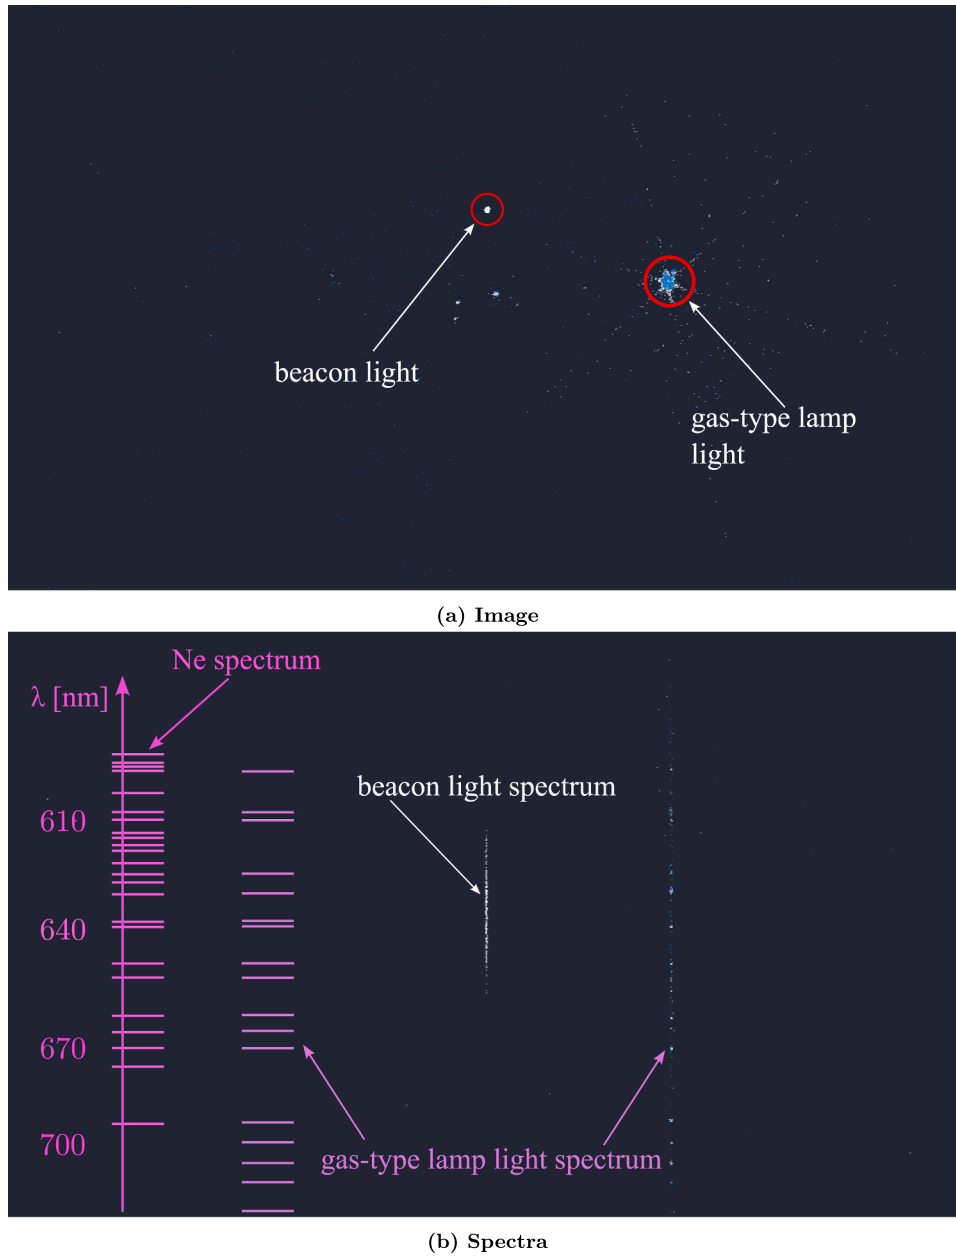 beacon light
gas-type lamp
light
(a) Image
Ne spectrum
λ [nm]
beacon light spectrum
610
640
670
700
gas-type lamp light spectrum
(b) Spectra